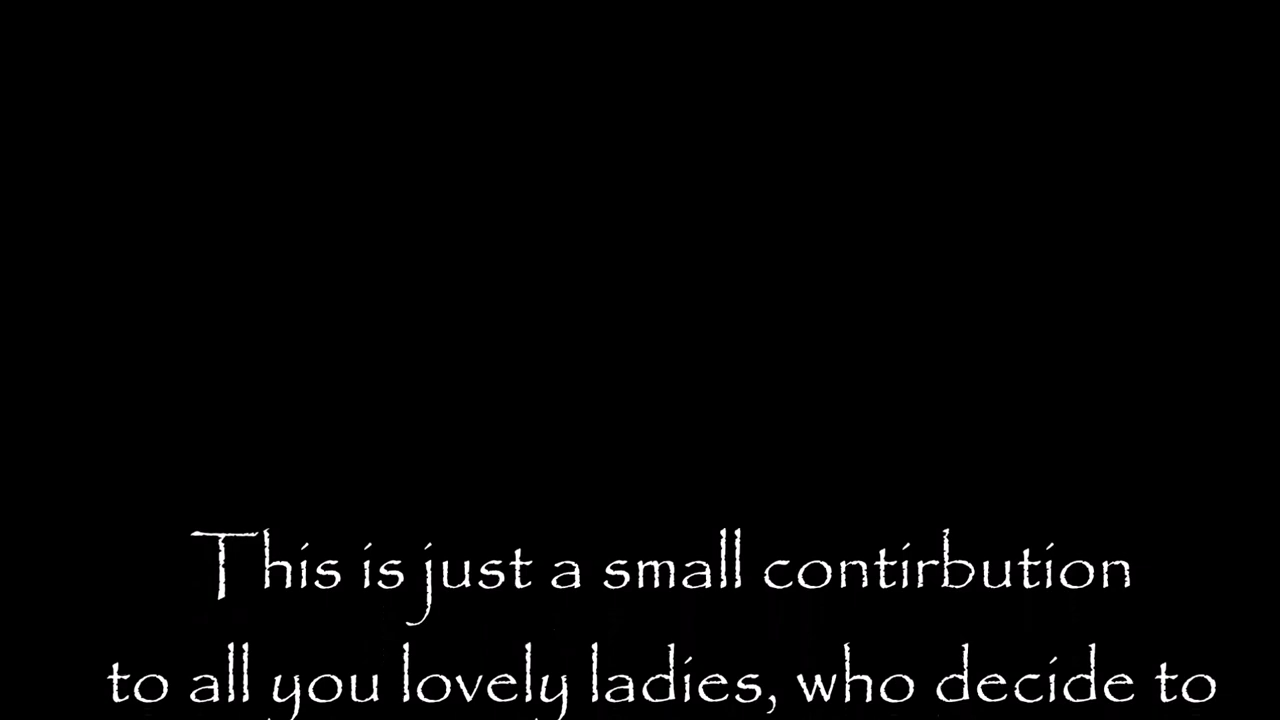 This is just a small contirbution
to all you lovely ladies, who decide to